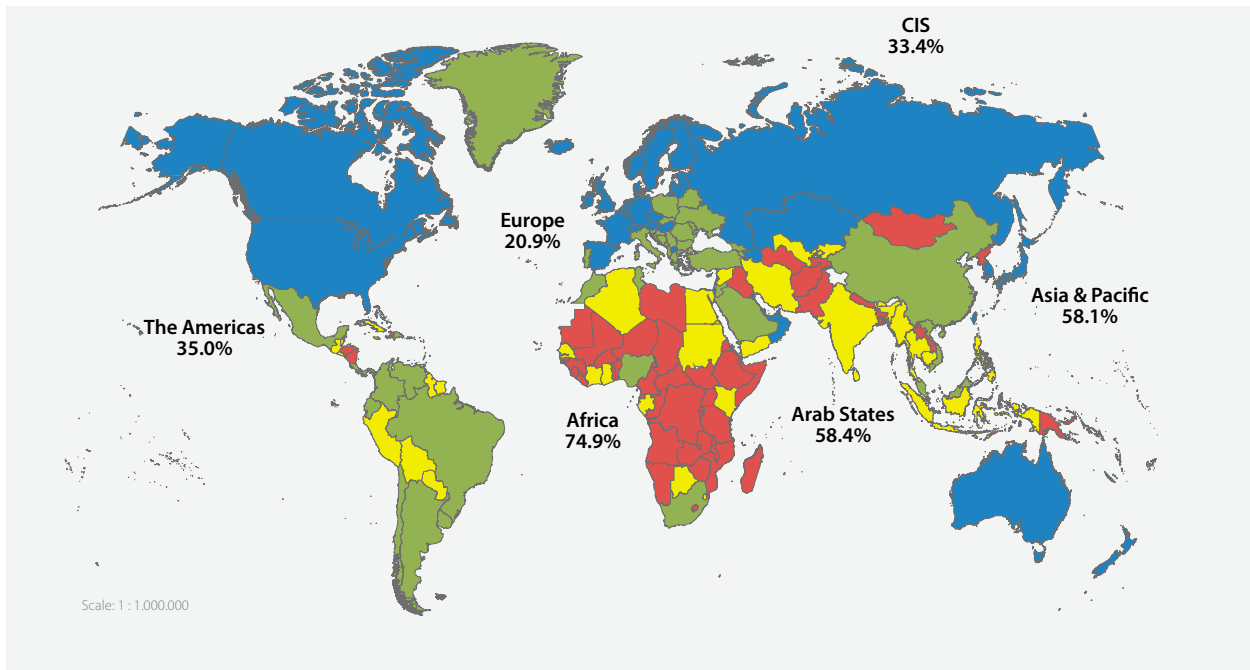 CIS
33.4%
Europe
20.9%
Asia & Pacific
58.1%
The Americas
35.0%
Africa
74.9%
Arab States
58.4%
Scale: 1 : 1.000.000